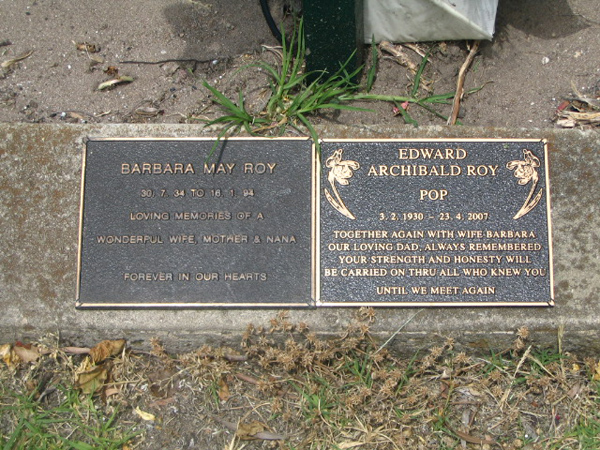 BARBARA MAY ROY
30. 7. 34 TO 16. 1. 94
LOVING MEMORIES OF A
WONDERFUL WIFE, MOTHER & NANA
FOREVER IN OUR HEARTS
EDWARD
ARCHIBALD ROY
POP
3. 2. 1930 - 23. 4. 2007
TOGETHER AGAIN WITH WIFE BARBARA
OUR LOVING DAD, ALWAYS REMEMBERED
YOUR STRENGTH AND HONESTY WILL
BE CARRIED ON THRU ALL WHO KNEW YOU
UNTIL WE MEET AGAIN